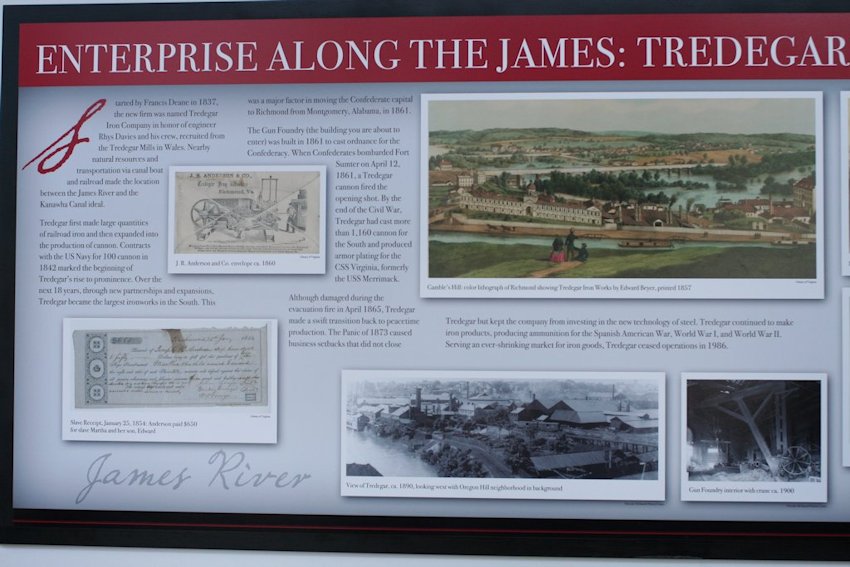 ENTERPRISE ALONG THE JAMES: TREDEGAR
Started by Francis Deane in 1837,
the new firm was named Tredegar
Iron Company in honor of engineer
Rhys Davies and his crew, recruited from
the Tredegar Mills in Wales. Nearby
natural resources and
transportation via canal boat
and railroad made the location
between the James River and the
Kanawha Canal ideal.
Tredegar first made large quantities
of railroad iron and then expanded into
the production of cannon. Contracts
with the US Navy for 100 cannon in
1842 marked the beginning of
Tredegar's rise to prominence. Over the
next 18 years, through new partnerships and expansions,
Tredegar became the largest ironworks in the South. This
was a major factor in moving the Confederate capital
to Richmond from Montgomery, Alabama, in 1861.
The Gun Foundry (the building you are about to
enter) was built in 1861 to cast ordnance for the
Confederacy. When Confederates bombarded Fort
Sumter on April 12,
1861, a Tredegar
cannon fired the
opening shot. By the
end of the Civil War,
Tredegar had cast more
than 1,160 cannon for
the South and produced
armor plating for the
CSS Virginia, formerly
the USS Merrimack.
Although damaged during the
evacuation fire in April 1865, Tredegar
made a swift transition back to peacetime
production. The Panic of 1873 caused
business setbacks that did not close
Tredegar but kept the company from investing in the new technology of steel. Tredegar continued to make
iron products, producing ammunition for the Spanish American War, World War I, and World War II.
Serving an ever-shrinking market for iron goods, Tredegar ceased operations in 1986.
J. R. ANDERSON & CO.
Tredegar Iron Works,
Richmond, Va.
J. R. Anderson and Co. envelope ca. 1860
Gamble's Hill: color lithograph of Richmond showing Tredegar Iron Works by Edward Beyer, printed 1857
Slave Receipt, January 25, 1854: Anderson paid $650
for slave Martha and her son, Edward
James River
View of Tredegar, ca. 1890, looking west with Oregon Hill neighborhood in background
Gun Foundry interior with crane ca. 1900